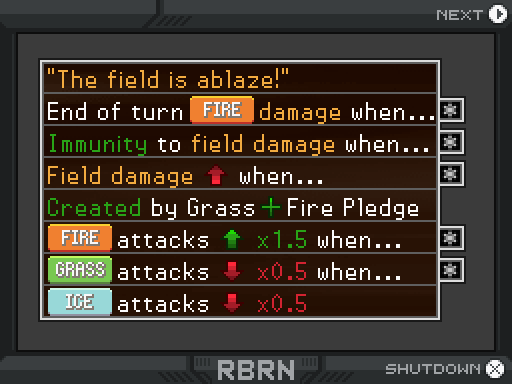 NEXT
"The field is ablaze!"
End of turn FIRE damage when...
Immunity to field damage when...
Field damage when...
Created by Grass + Fire Pledge
FIRE attacks x1.5 when...
GRASS attacks x0.5 when...
ICE attacks x0.5
RBRN
SHUTDOWN